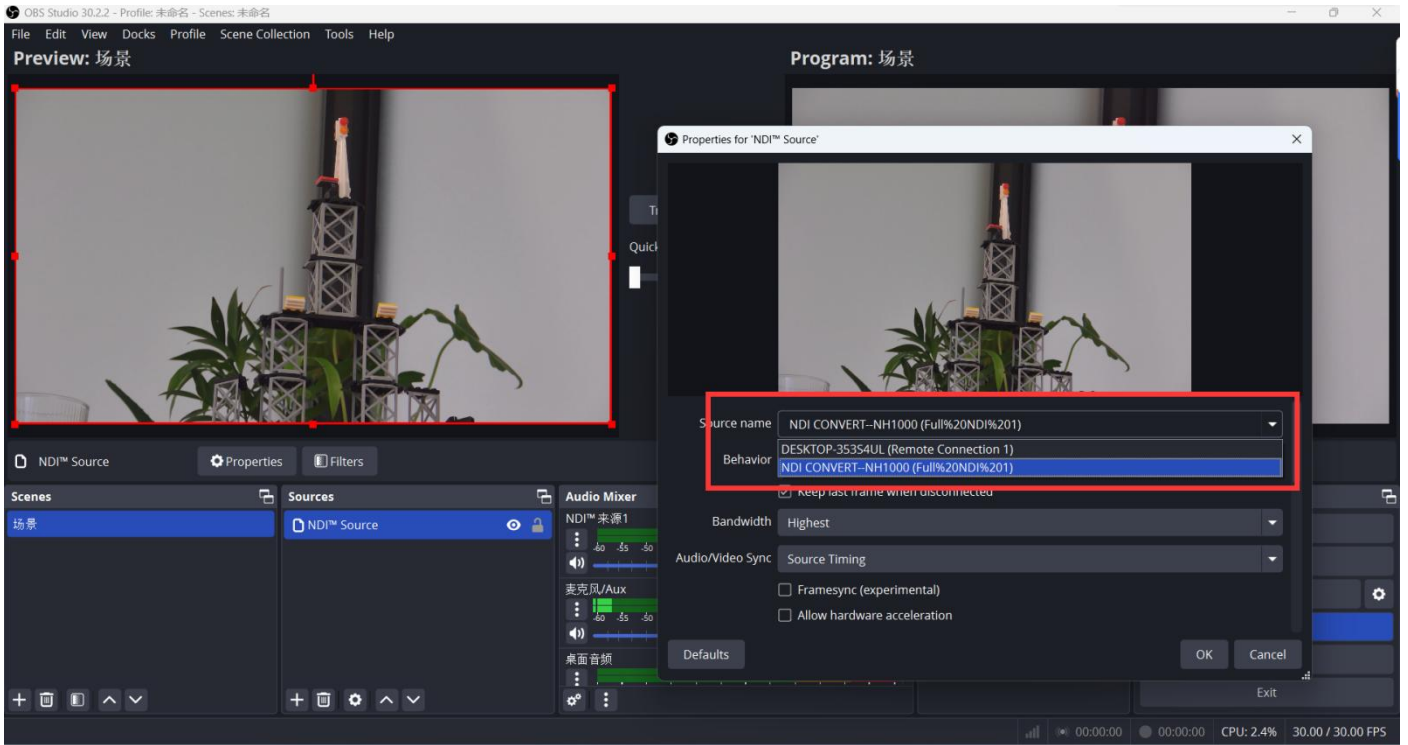 OBS Studio 30.2.2 - Profile: 未命名 - Scenes: 未命名
File Edit View Docks Profile Scene Collection Tools Help
Preview: 场景
Program: 场景
Properties for 'NDI™ Source'
Quick
Source name NDI CONVERT--NH1000 (Full%20NDI%201)
DESKTOP-353S4UL (Remote Connection 1)
Behavior NDI CONVERT--NH1000 (Full%20NDI%201)
Keep last frame when disconnected
Bandwidth Highest
Audio/Video Sync Source Timing
Framesync (experimental)
Allow hardware acceleration
Defaults OK Cancel
NDI™ Source Properties Filters
Scenes Sources Audio Mixer
场景 NDI™ Source NDI™ 来源1
-60 -55 -50
麦克风/Aux
-60 -55 -50
桌面音频
Exit
00:00:00 00:00:00 CPU: 2.4% 30.00 / 30.00 FPS